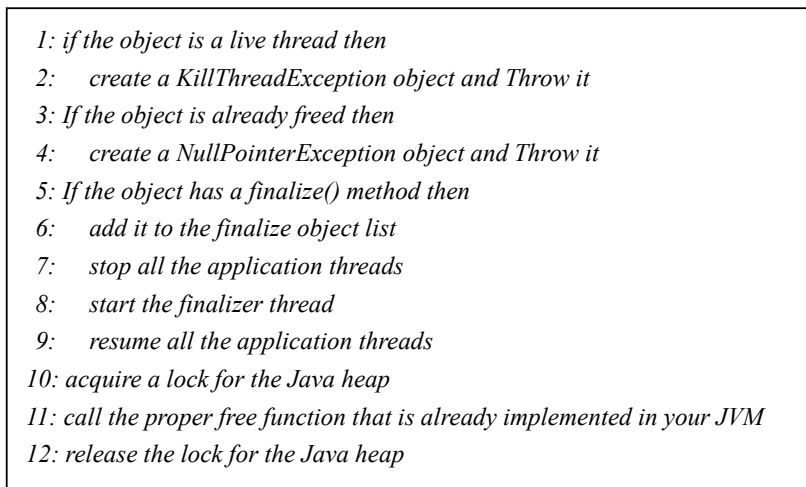 1: if the object is a live thread then
2: create a KillThreadException object and Throw it
3: If the object is already freed then
4: create a NullPointerException object and Throw it
5: If the object has a finalize() method then
6: add it to the finalize object list
7: stop all the application threads
8: start the finalizer thread
9: resume all the application threads
10: acquire a lock for the Java heap
11: call the proper free function that is already implemented in your JVM
12: release the lock for the Java heap